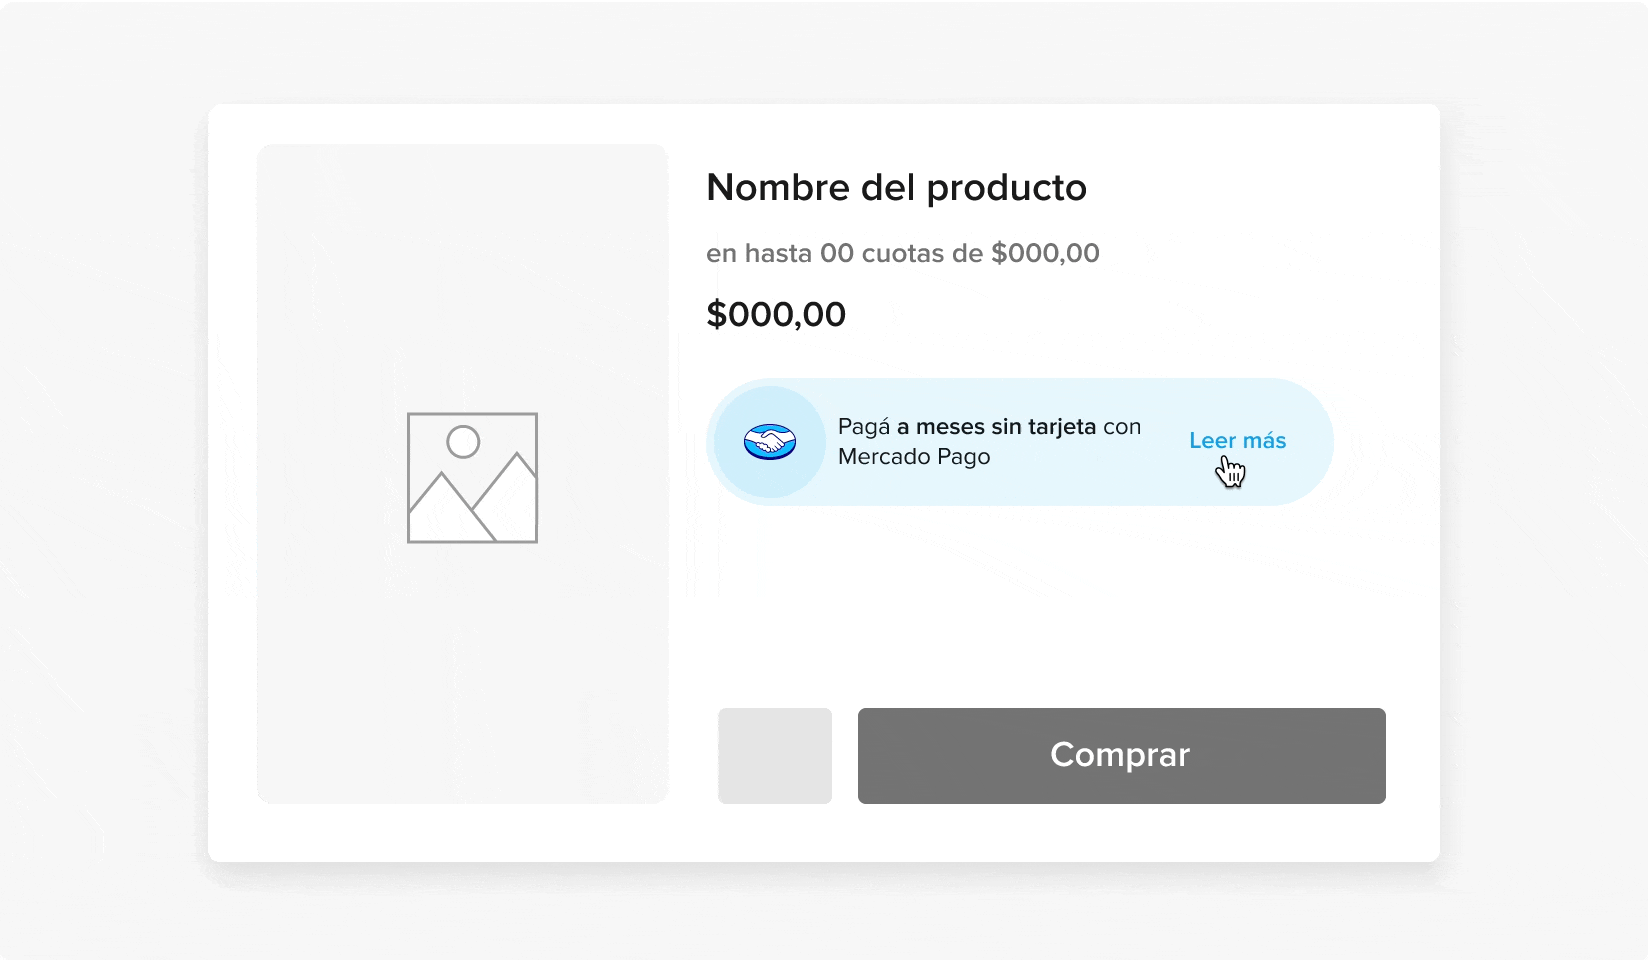 Nombre del producto
en hasta 00 cuotas de $000,00
$000,00
Pagá a meses sin tarjeta con
Mercado Pago
Leer más
Comprar